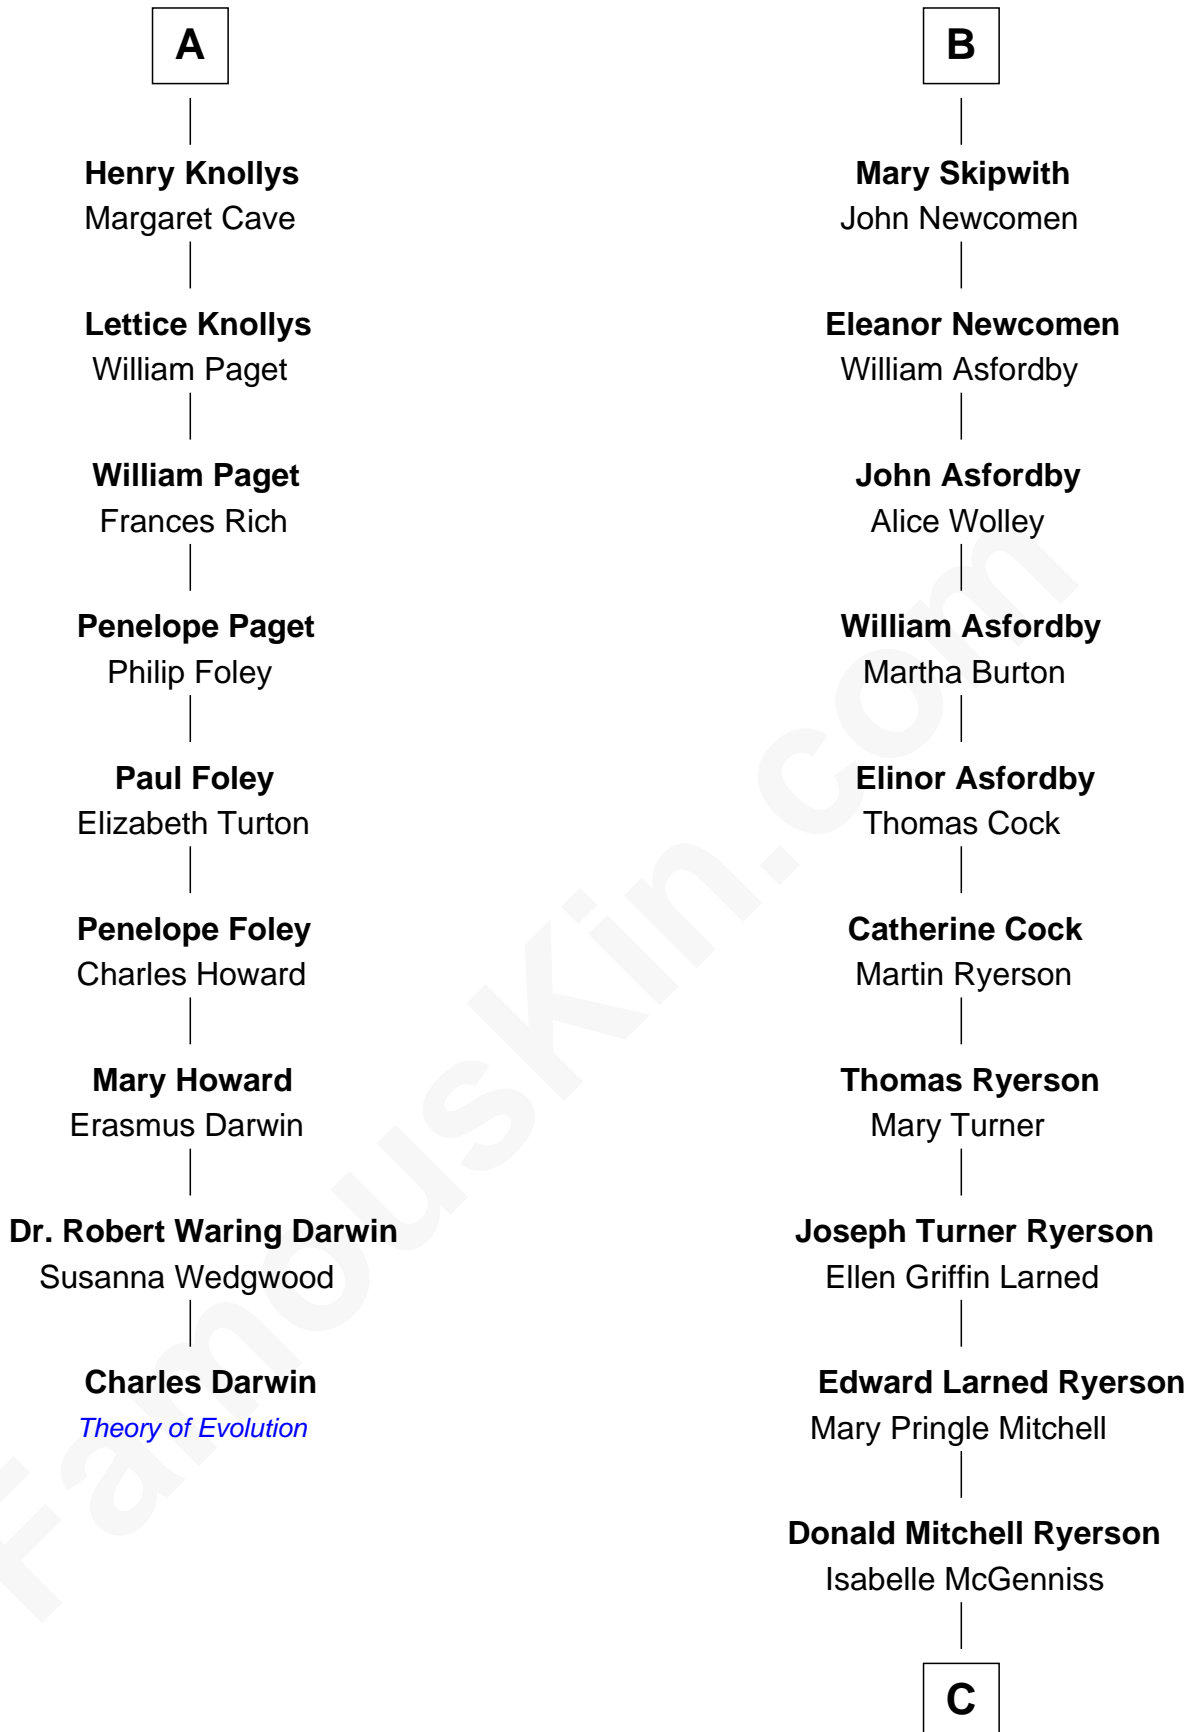 A
Henry Knollys
Margaret Cave
Lettice Knollys
William Paget
William Paget
Frances Rich
Penelope Paget
Philip Foley
Paul Foley
Elizabeth Turton
Penelope Foley
Charles Howard
Mary Howard
Erasmus Darwin
Dr. Robert Waring Darwin
Susanna Wedgwood
Charles Darwin
Theory of Evolution
B
Mary Skipwith
John Newcomen
Eleanor Newcomen
William Asfordby
John Asfordby
Alice Wolley
William Asfordby
Martha Burton
Elinor Asfordby
Thomas Cock
Catherine Cock
Martin Ryerson
Thomas Ryerson
Mary Turner
Joseph Turner Ryerson
Ellen Griffin Larned
Edward Larned Ryerson
Mary Pringle Mitchell
Donald Mitchell Ryerson
Isabelle McGenniss
C
FamousKin.com